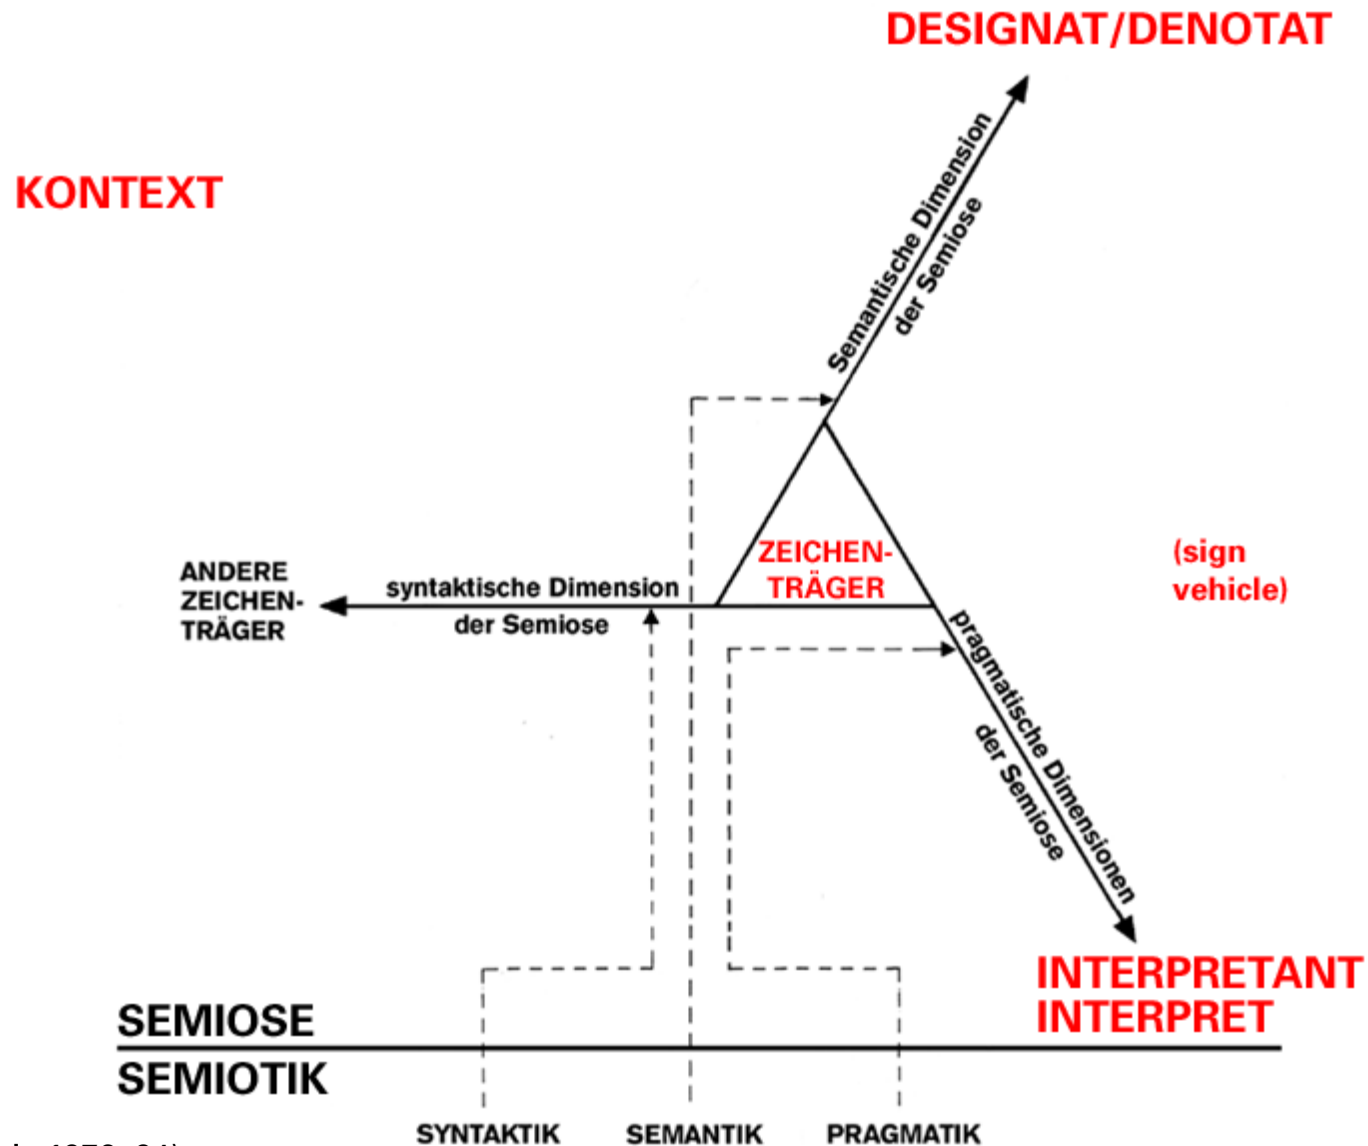 DESIGNAT/DENOTAT
KONTEXT
Semantische Dimension
der Semiose
ZEICHEN-
TRÄGER
(sign
vehicle)
ANDERE
ZEICHEN-
TRÄGER
syntaktische Dimension
der Semiose
pragmatische Dimensionen
der Semiose
INTERPRETANT
INTERPRET
SEMIOSE
SEMIOTIK
SYNTAKTIK
SEMANTIK
PRAGMATIK